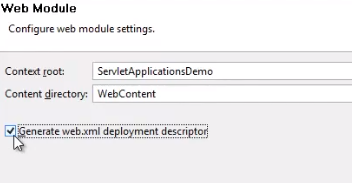 Web Module
Configure web module settings.
Context root: ServletApplicationsDemo
Content directory: WebContent
Generate web.xml deployment descriptor